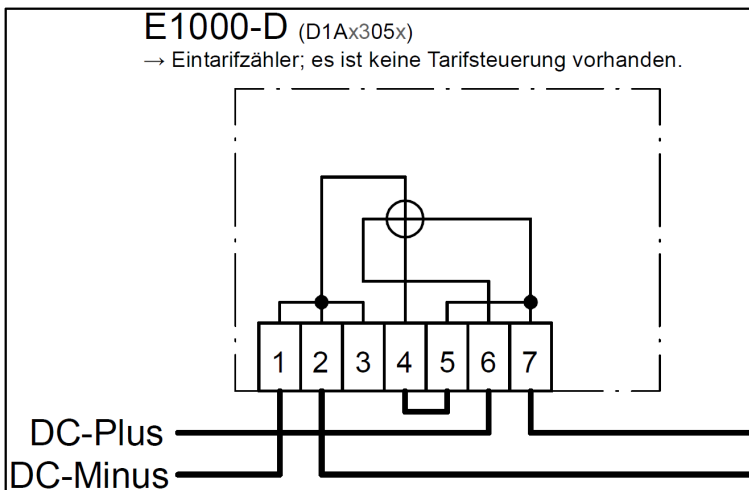 E1000-D (D1Ax305x)
→ Eintarifzähler; es ist keine Tarifsteuerung vorhanden.
1 2 3 4 5 6 7
DC-Plus
DC-Minus